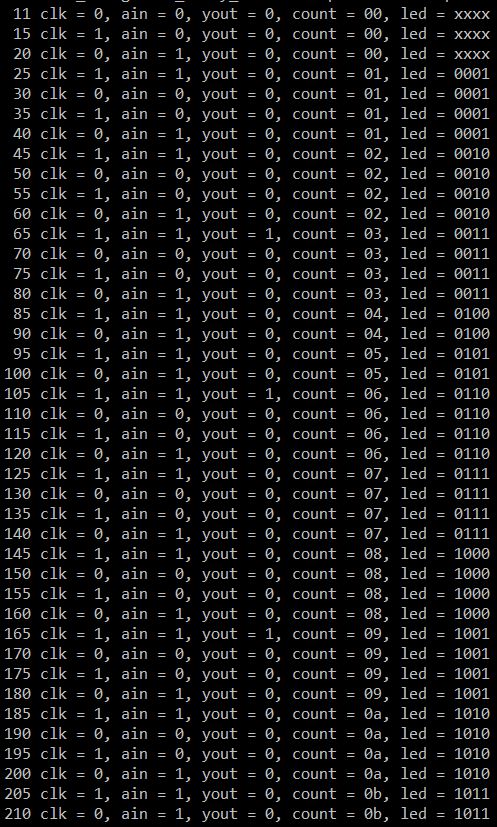 11 clk = 0, ain = 0, yout = 0, count = 00, led = xxxx
15 clk = 1, ain = 0, yout = 0, count = 00, led = xxxx
20 clk = 0, ain = 1, yout = 0, count = 00, led = xxxx
25 clk = 1, ain = 1, yout = 0, count = 01, led = 0001
30 clk = 0, ain = 0, yout = 0, count = 01, led = 0001
35 clk = 1, ain = 0, yout = 0, count = 01, led = 0001
40 clk = 0, ain = 1, yout = 0, count = 01, led = 0001
45 clk = 1, ain = 1, yout = 0, count = 02, led = 0010
50 clk = 0, ain = 0, yout = 0, count = 02, led = 0010
55 clk = 1, ain = 0, yout = 0, count = 02, led = 0010
60 clk = 0, ain = 1, yout = 0, count = 02, led = 0010
65 clk = 1, ain = 1, yout = 1, count = 03, led = 0011
70 clk = 0, ain = 0, yout = 0, count = 03, led = 0011
75 clk = 1, ain = 0, yout = 0, count = 03, led = 0011
80 clk = 0, ain = 1, yout = 0, count = 03, led = 0011
85 clk = 1, ain = 1, yout = 0, count = 04, led = 0100
90 clk = 0, ain = 1, yout = 0, count = 04, led = 0100
95 clk = 1, ain = 1, yout = 0, count = 05, led = 0101
100 clk = 0, ain = 1, yout = 0, count = 05, led = 0101
105 clk = 1, ain = 1, yout = 1, count = 06, led = 0110
110 clk = 0, ain = 0, yout = 0, count = 06, led = 0110
115 clk = 1, ain = 0, yout = 0, count = 06, led = 0110
120 clk = 0, ain = 1, yout = 0, count = 06, led = 0110
125 clk = 1, ain = 1, yout = 0, count = 07, led = 0111
130 clk = 0, ain = 0, yout = 0, count = 07, led = 0111
135 clk = 1, ain = 0, yout = 0, count = 07, led = 0111
140 clk = 0, ain = 1, yout = 0, count = 07, led = 0111
145 clk = 1, ain = 1, yout = 0, count = 08, led = 1000
150 clk = 0, ain = 0, yout = 0, count = 08, led = 1000
155 clk = 1, ain = 0, yout = 0, count = 08, led = 1000
160 clk = 0, ain = 1, yout = 0, count = 08, led = 1000
165 clk = 1, ain = 1, yout = 1, count = 09, led = 1001
170 clk = 0, ain = 0, yout = 0, count = 09, led = 1001
175 clk = 1, ain = 0, yout = 0, count = 09, led = 1001
180 clk = 0, ain = 1, yout = 0, count = 09, led = 1001
185 clk = 1, ain = 1, yout = 0, count = 0a, led = 1010
190 clk = 0, ain = 0, yout = 0, count = 0a, led = 1010
195 clk = 1, ain = 0, yout = 0, count = 0a, led = 1010
200 clk = 0, ain = 1, yout = 0, count = 0a, led = 1010
205 clk = 1, ain = 1, yout = 0, count = 0b, led = 1011
210 clk = 0, ain = 1, yout = 0, count = 0b, led = 1011